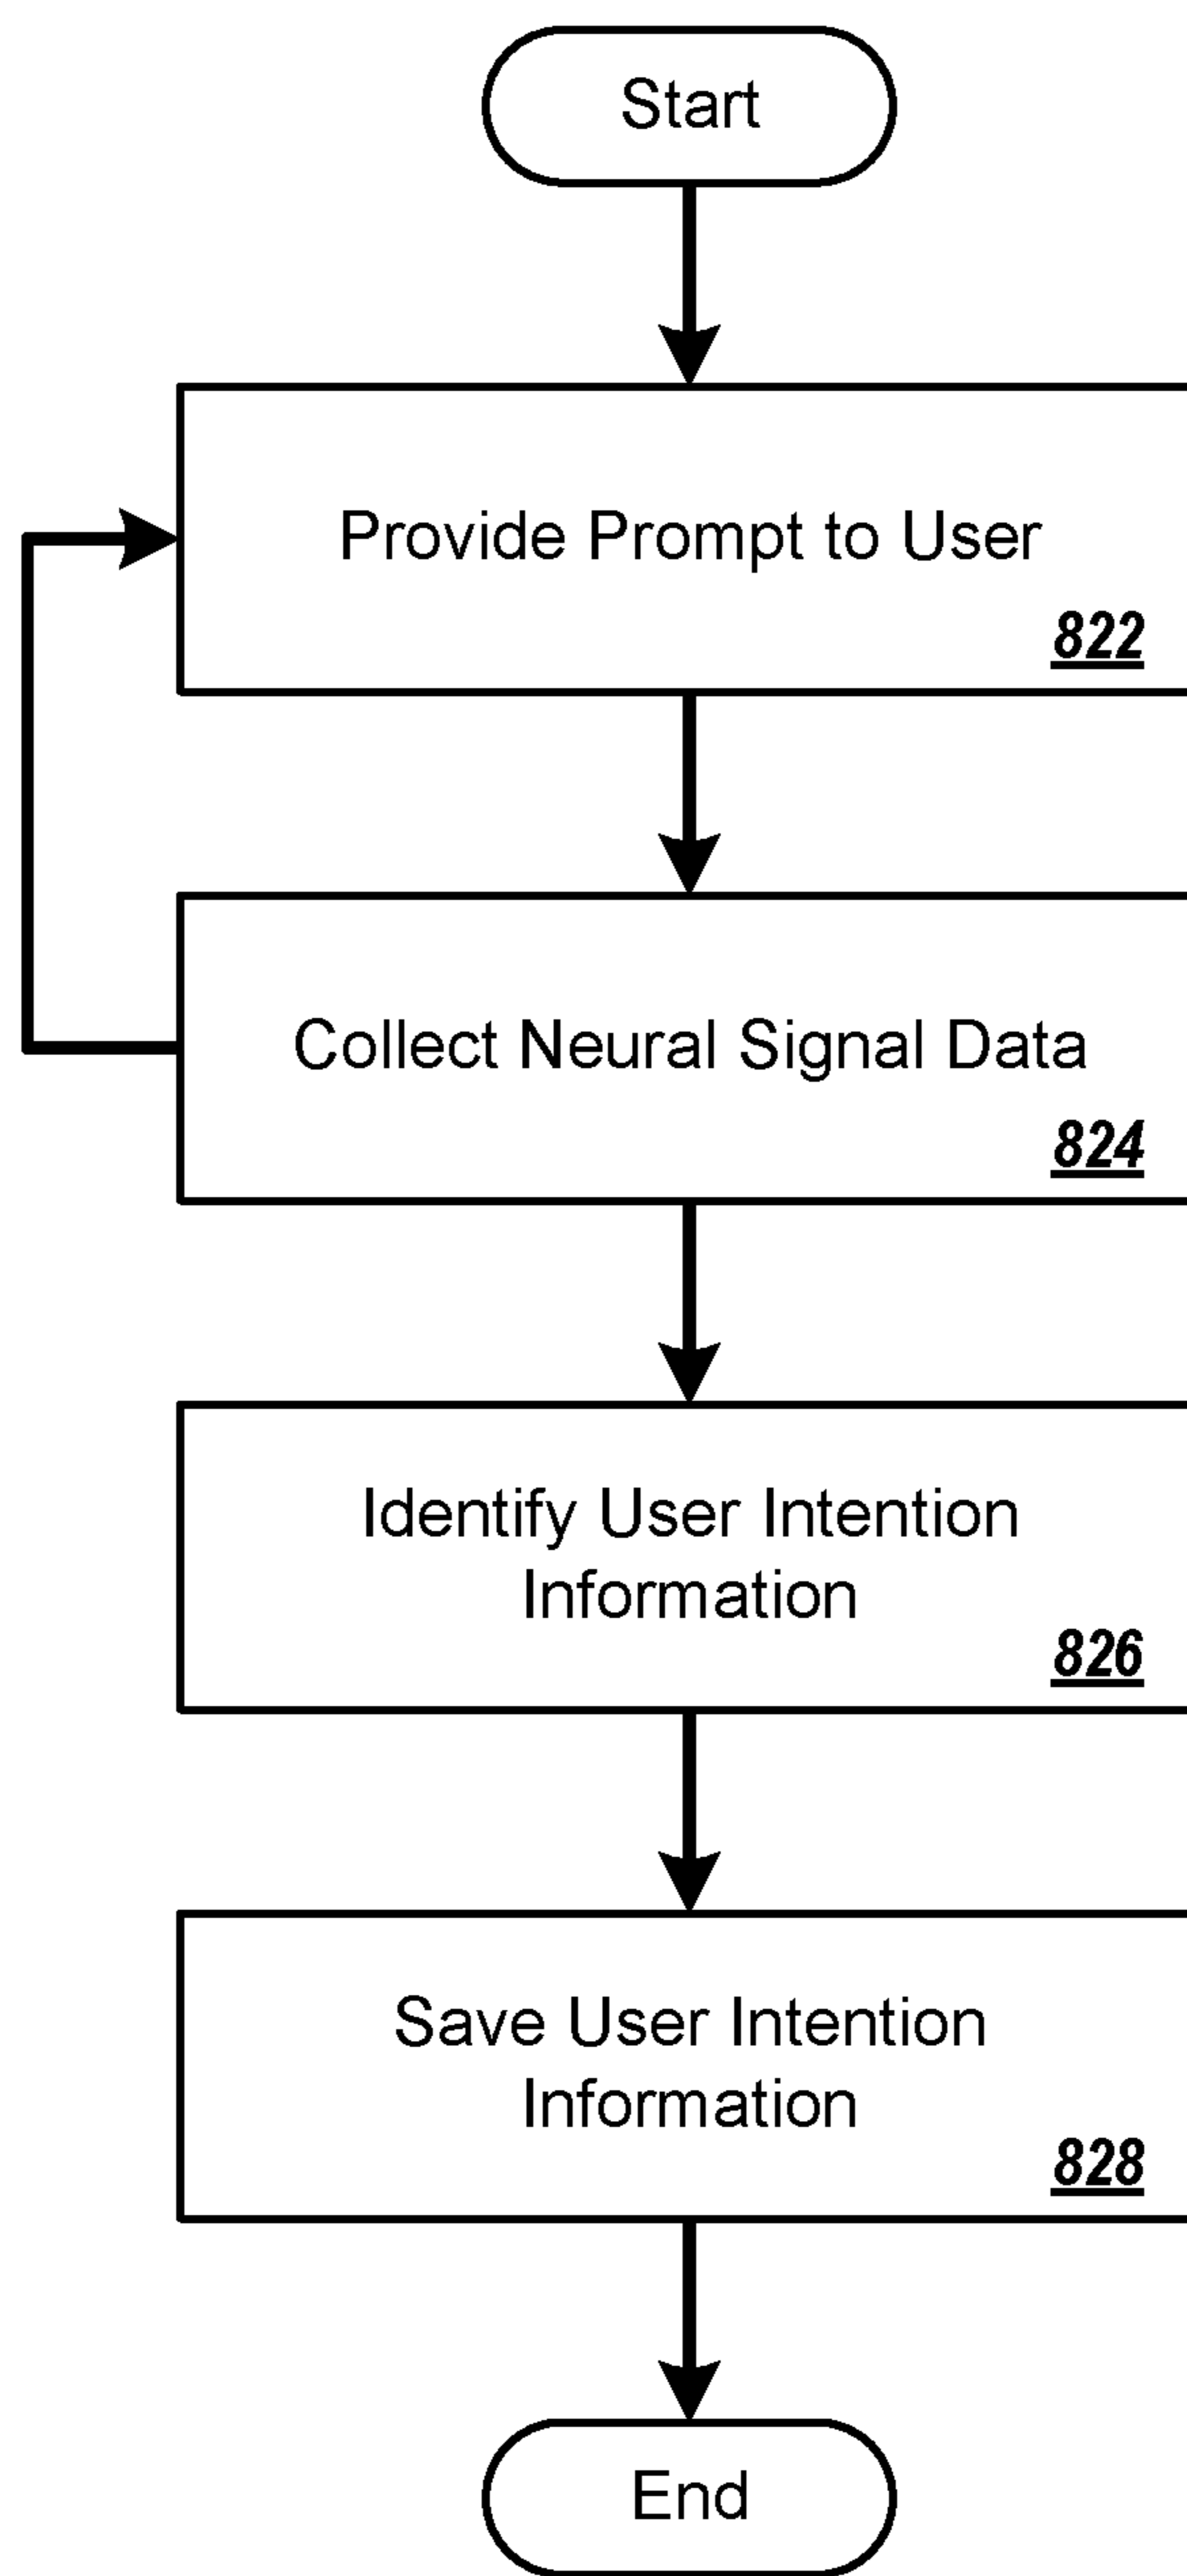 Start
Provide Prompt to User
822
Collect Neural Signal Data
824
Identify User Intention
Information
826
Save User Intention
Information
828
End